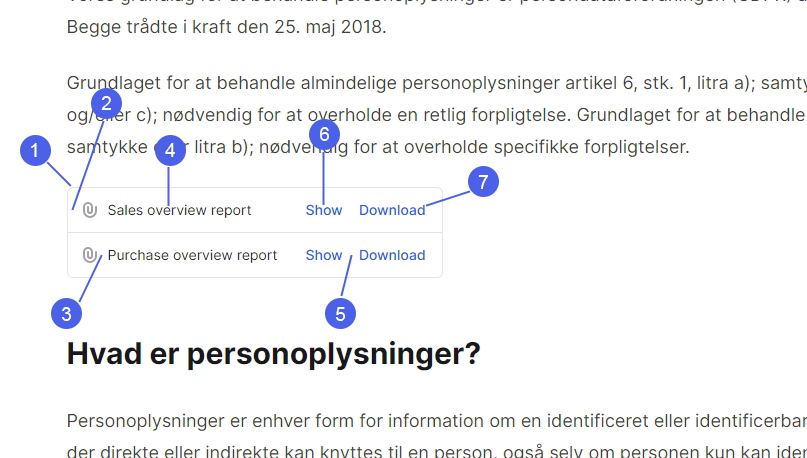 Begge trådte i kraft den 25. maj 2018.
Grundlaget for at behandle almindelige personoplysninger artikel 6, stk. 1, litra a);
og/eller c); nødvendig for at overholde en retlig forpligtelse. Grundlaget for at behandle
samtykke eller litra b); nødvendig for at overholde specifikke forpligtelser.
1
2
4
6
7
Sales overview report Show Download
Purchase overview report Show Download
3
5
Hvad er personoplysninger?
Personoplysninger er enhver form for information om en identificeret eller
der direkte eller indirekte kan knyttes til en person, også selv om personen kun kan